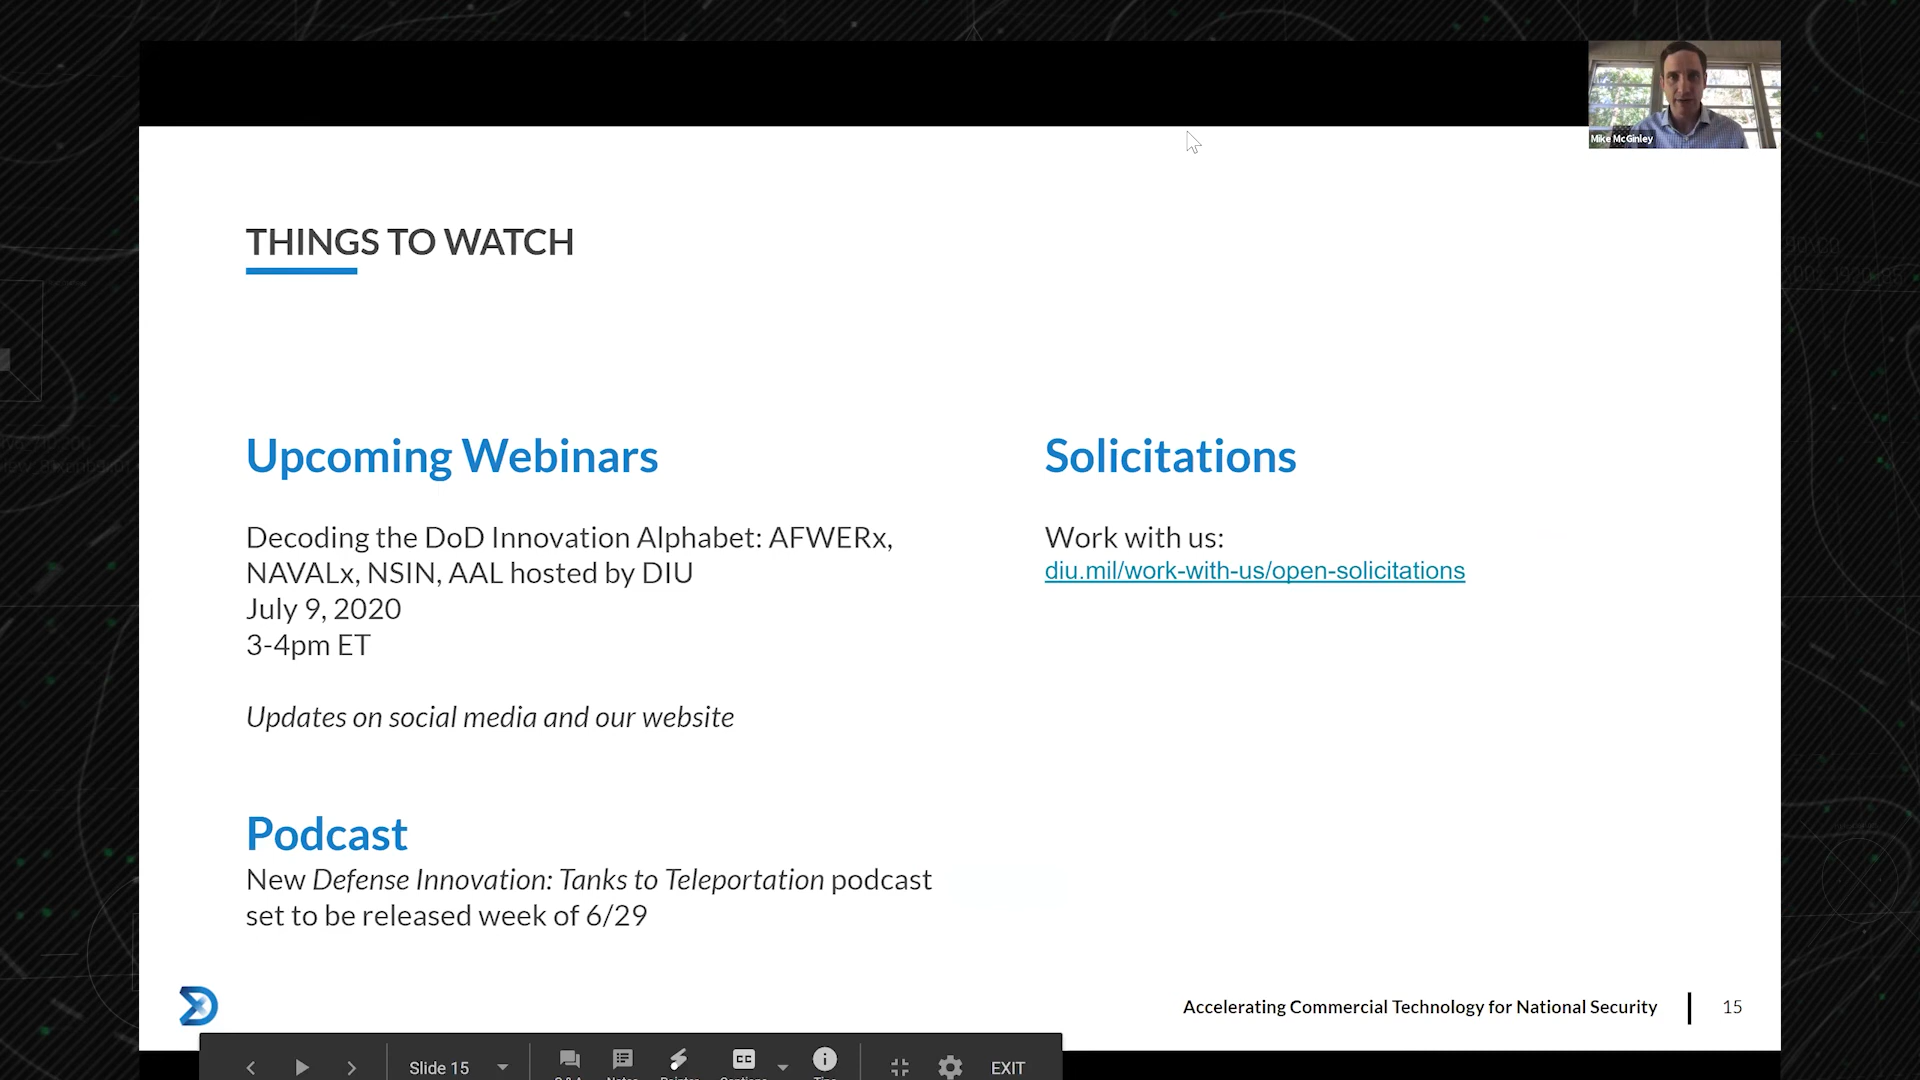 Mike McGinley
THINGS TO WATCH
Upcoming Webinars
Decoding the DoD Innovation Alphabet: AFWERx,
NAVALx, NSIN, AAL hosted by DIU
July 9, 2020
3-4pm ET
Updates on social media and our website
Podcast
New Defense Innovation: Tanks to Teleportation podcast
set to be released week of 6/29
Solicitations
Work with us:
diu.mil/work-with-us/open-solicitations
Accelerating Commercial Technology for National Security
15
Slide 15
CC
EXIT